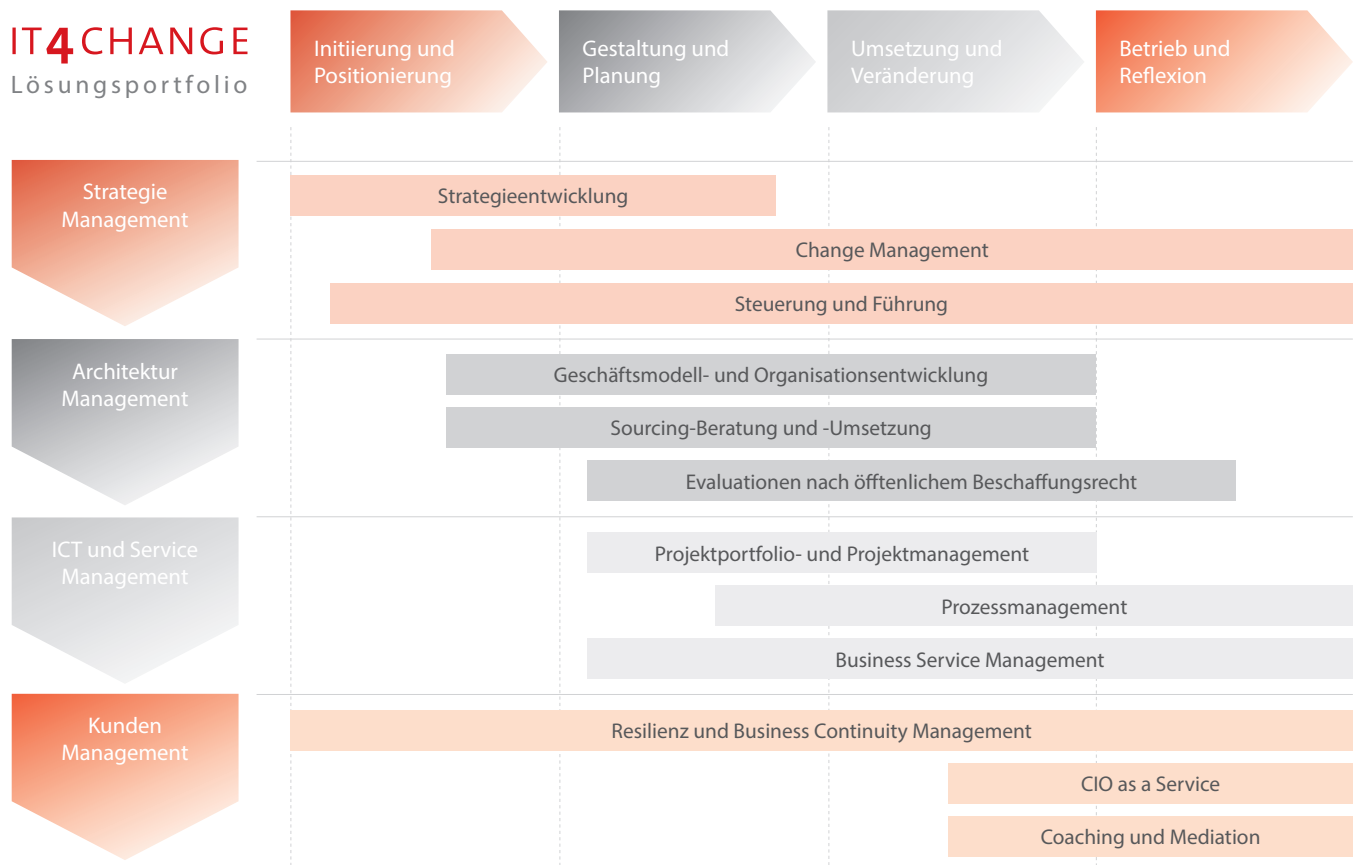 IT4CHANGE
Lösungsportfolio
Initiierung und
Positionierung
Gestaltung und
Planung
Umsetzung und
Veränderung
Betrieb und
Reflexion
Strategie
Management
Strategieentwicklung
Change Management
Steuerung und Führung
Architektur
Management
Geschäftsmodell- und Organisationsentwicklung
Sourcing-Beratung und -Umsetzung
Evaluationen nach öfftenlichem Beschaffungsrecht
ICT und Service
Management
Projektportfolio- und Projektmanagement
Prozessmanagement
Business Service Management
Kunden
Management
Resilienz und Business Continuity Management
CIO as a Service
Coaching und Mediation